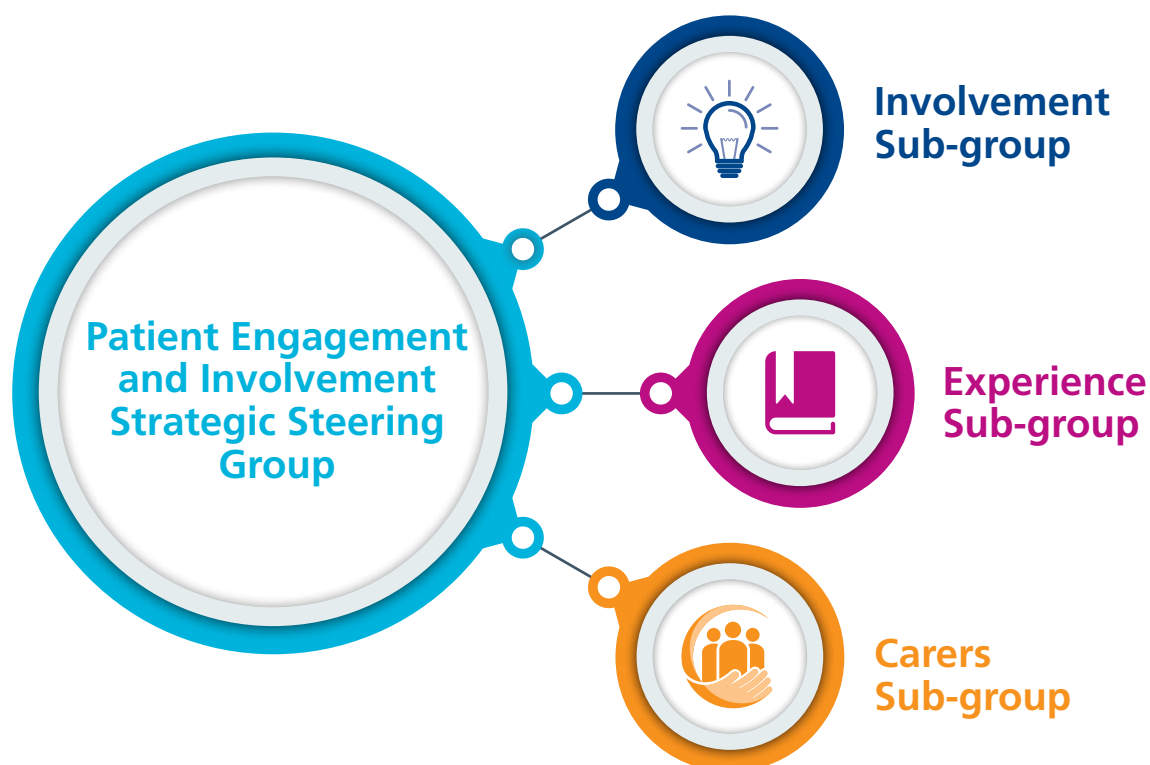 Patient Engagement
and Involvement
Strategic Steering
Group
Involvement
Sub-group
Experience
Sub-group
Carers
Sub-group